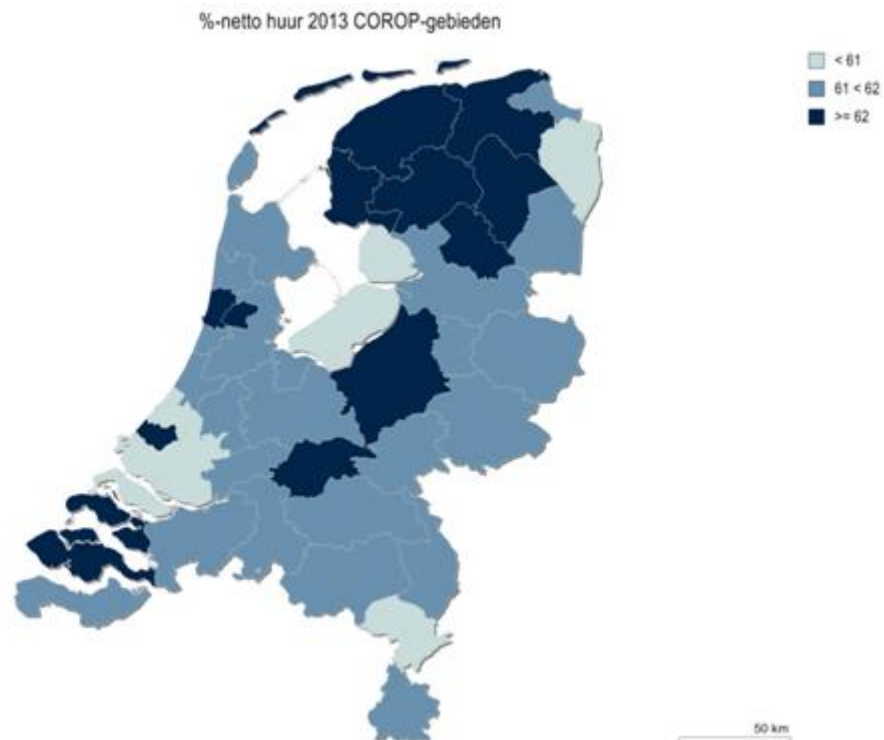 %-netto huur 2013 COROP-gebieden
< 61
61 < 62
>= 62
50 km